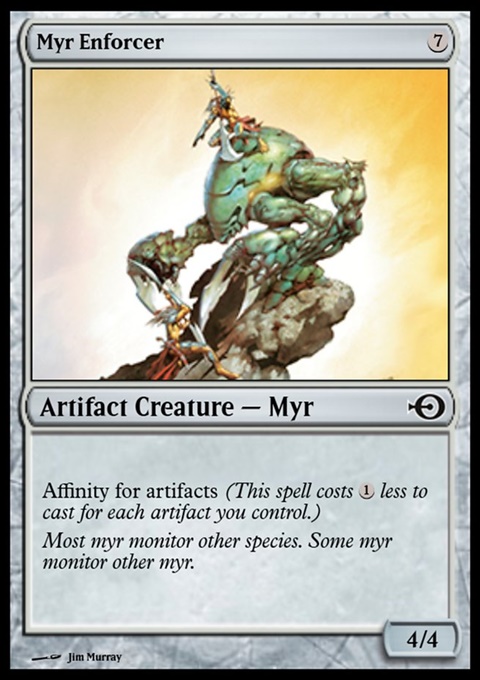 Myr Enforcer 7
Artifact Creature — Myr
Affinity for artifacts (This spell costs 1 less to
cast for each artifact you control.)
Most myr monitor other species. Some myr
monitor other myr.
4/4
Jim Murray